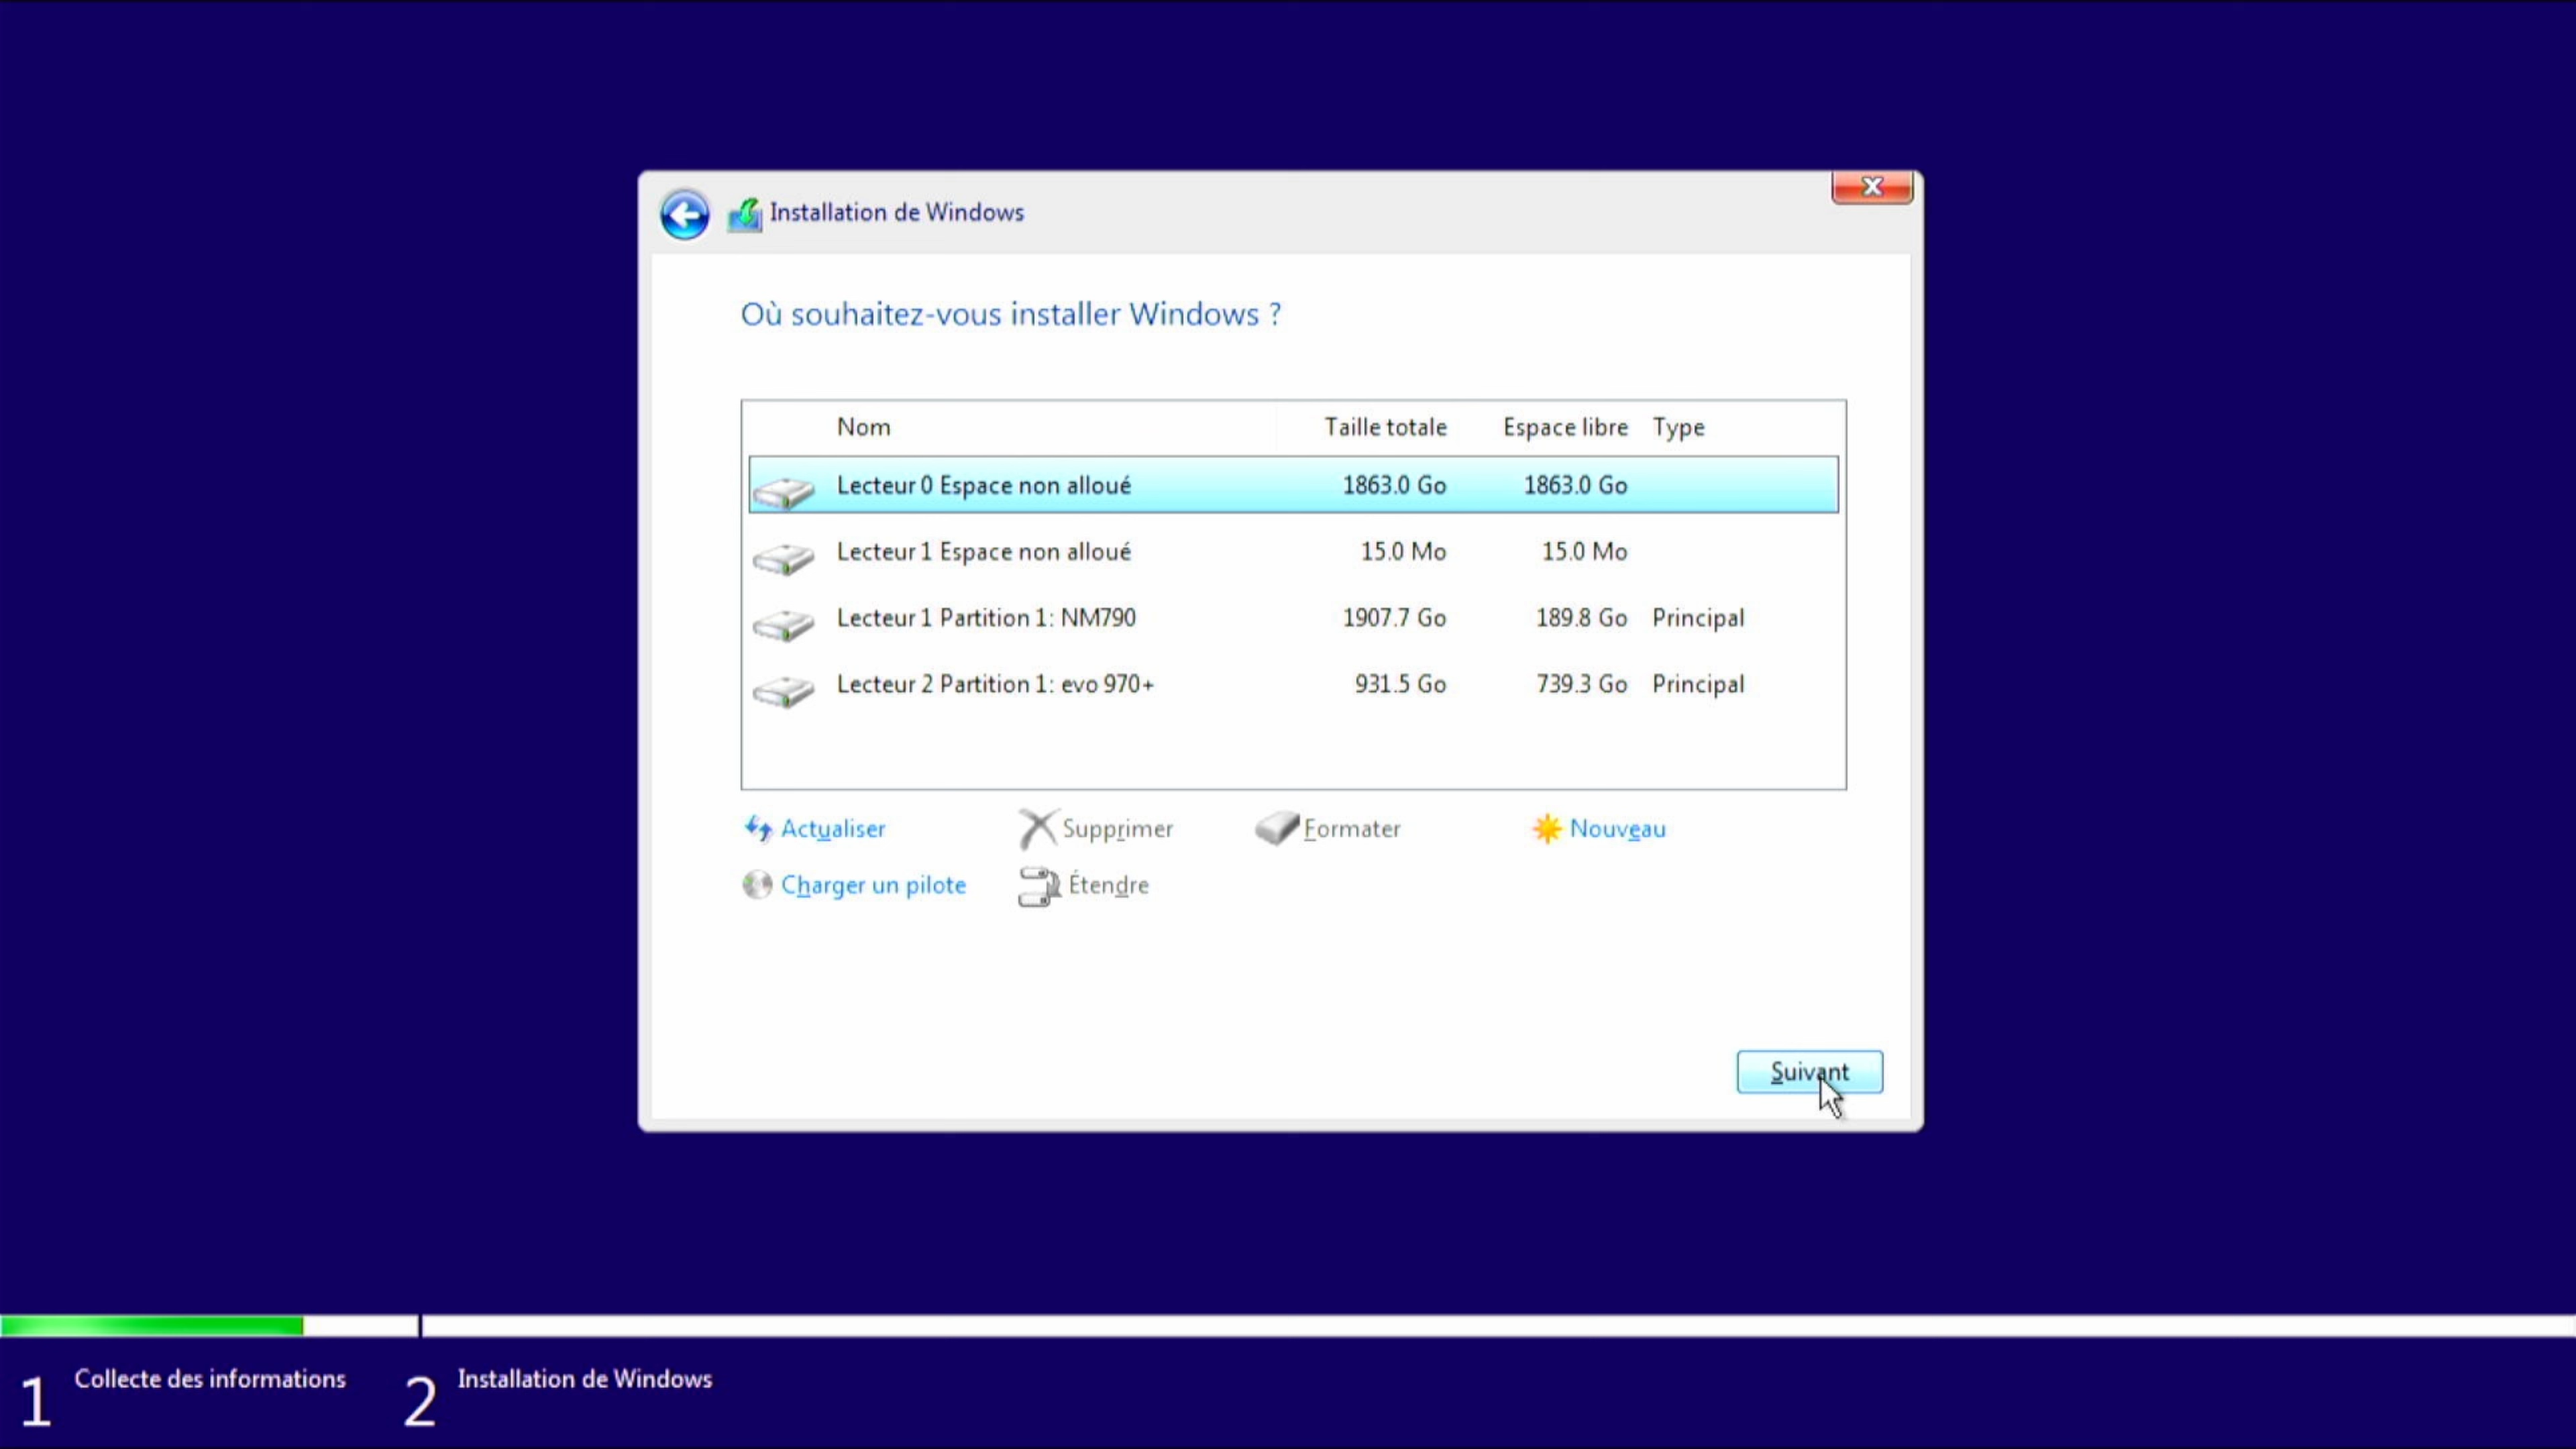 Installation de Windows
Où souhaitez-vous installer Windows ?
Nom Taille totale Espace libre Type
Lecteur 0 Espace non alloué 1863.0 Go 1863.0 Go
Lecteur 1 Espace non alloué 15.0 Mo 15.0 Mo
Lecteur 1 Partition 1: NM790 1907.7 Go 189.8 Go Principal
Lecteur 2 Partition 1: evo 970+ 931.5 Go 739.3 Go Principal
Actualiser Supprimer Formater Nouveau
Charger un pilote Étendre
Suivant
1 Collecte des informations 2 Installation de Windows